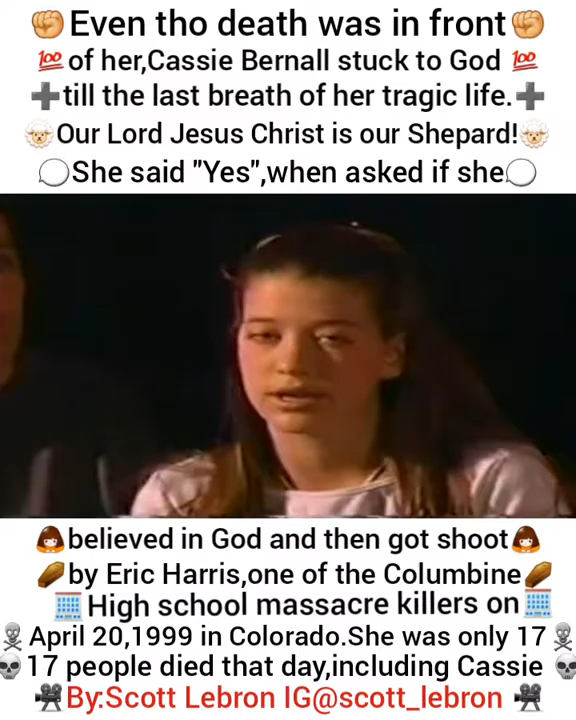 Even tho death was in front
of her,Cassie Bernall stuck to God
till the last breath of her tragic life.
Our Lord Jesus Christ is our Shepard!
She said "Yes",when asked if she
believed in God and then got shoot
by Eric Harris,one of the Columbine
High school massacre killers on
April 20,1999 in Colorado.She was only 17
17 people died that day,including Cassie
By:Scott Lebron IG@scott_lebron